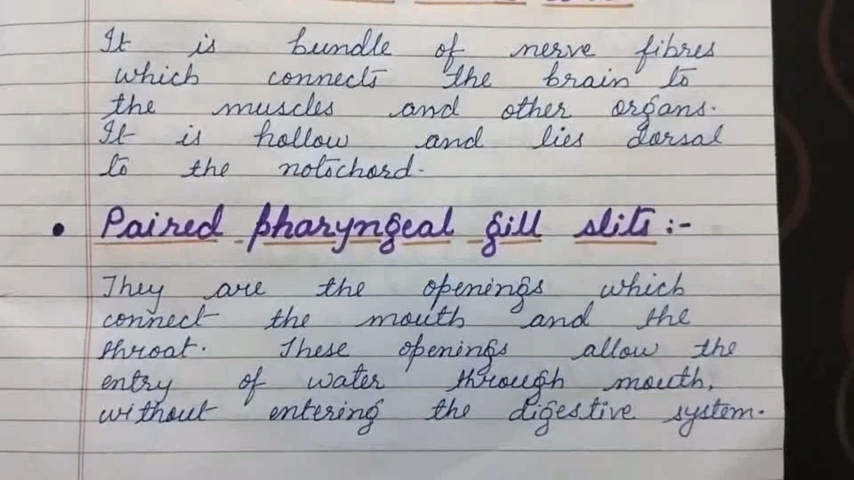 It is bundle of nerve fibres
which connects the brain to
the muscles and other organs.
It is hollow and lies dorsal
to the notochord.
• Paired pharyngeal gill slits :-
They are the openings which
connect the mouth and the
throat. These openings allow the
entry of water through mouth,
without entering the digestive system.